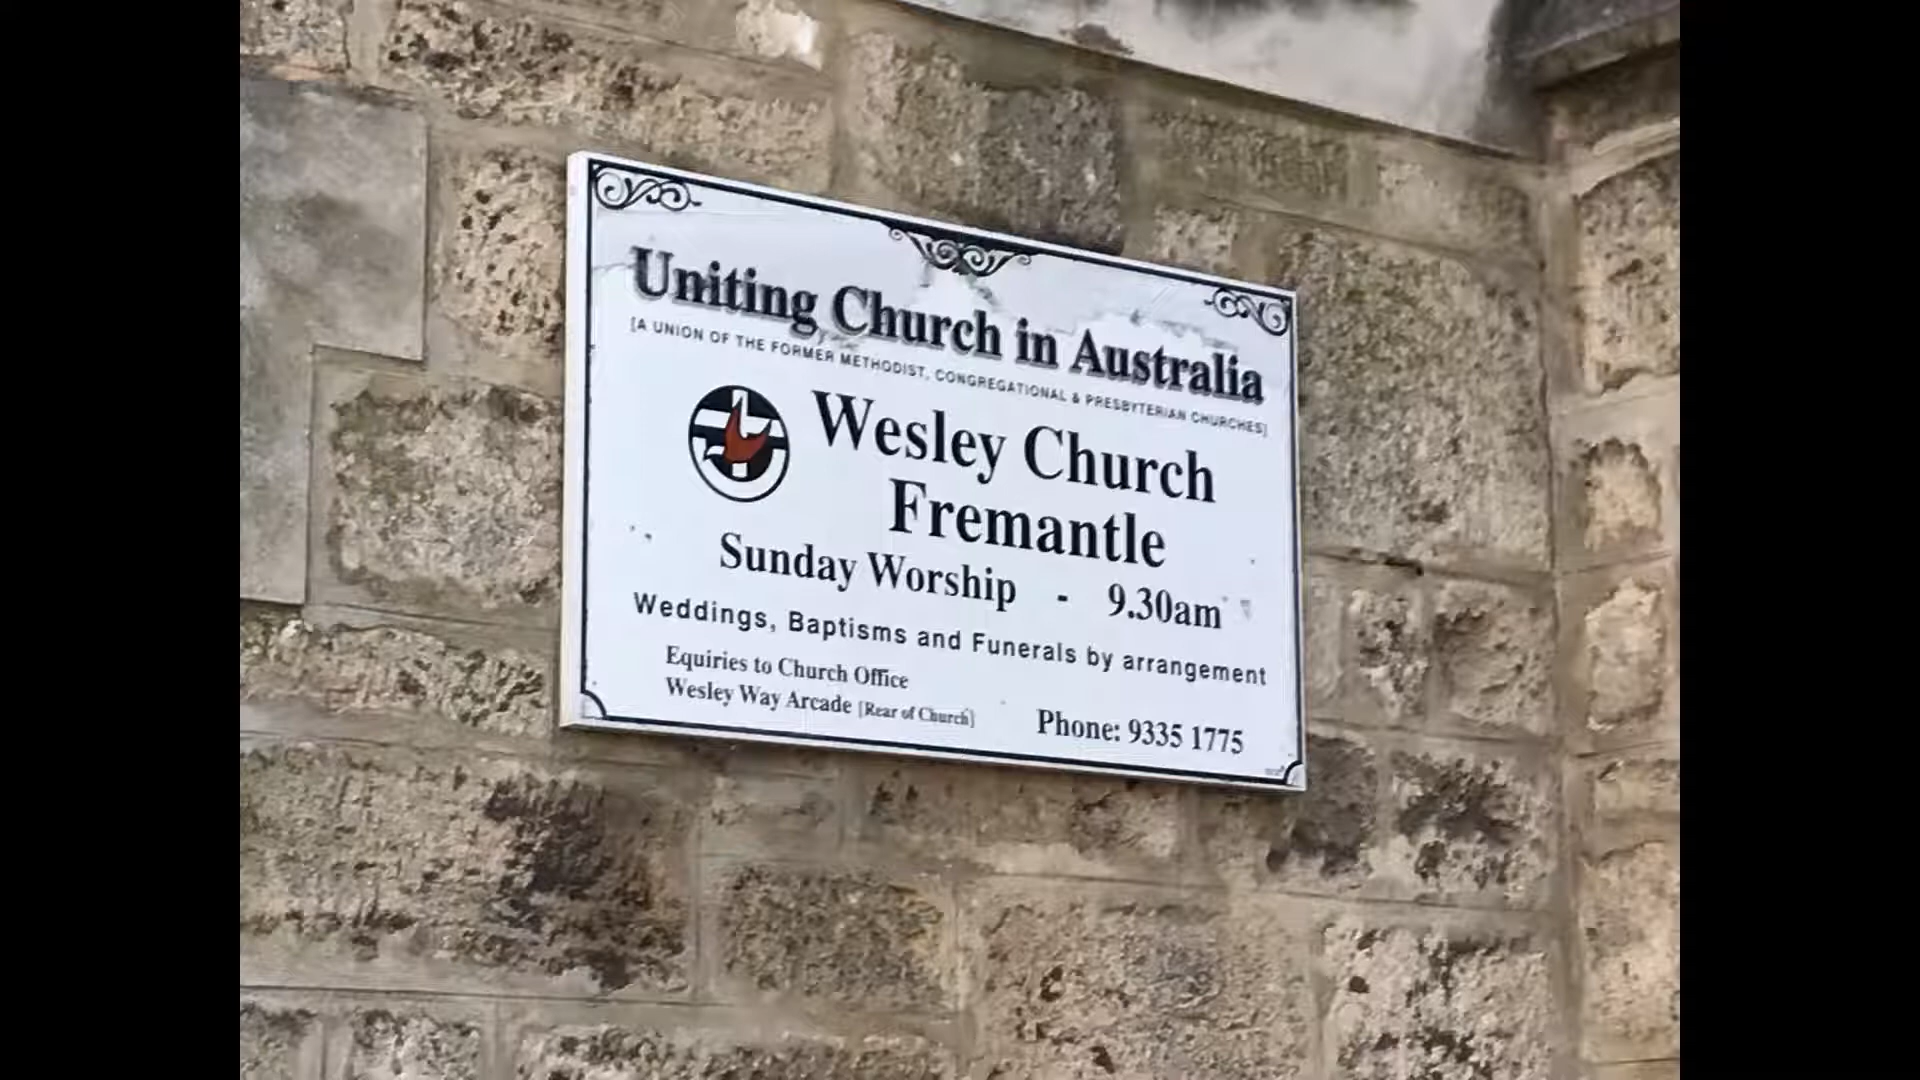 Uniting Church in Australia
[A UNION OF THE FORMER METHODIST, CONGREGATIONAL & PRESBYTERIAN CHURCHES]
Wesley Church
Fremantle
Sunday Worship - 9.30am
Weddings, Baptisms and Funerals by arrangement
Equiries to Church Office
Wesley Way Arcade [Rear of Church]
Phone: 9335 1775